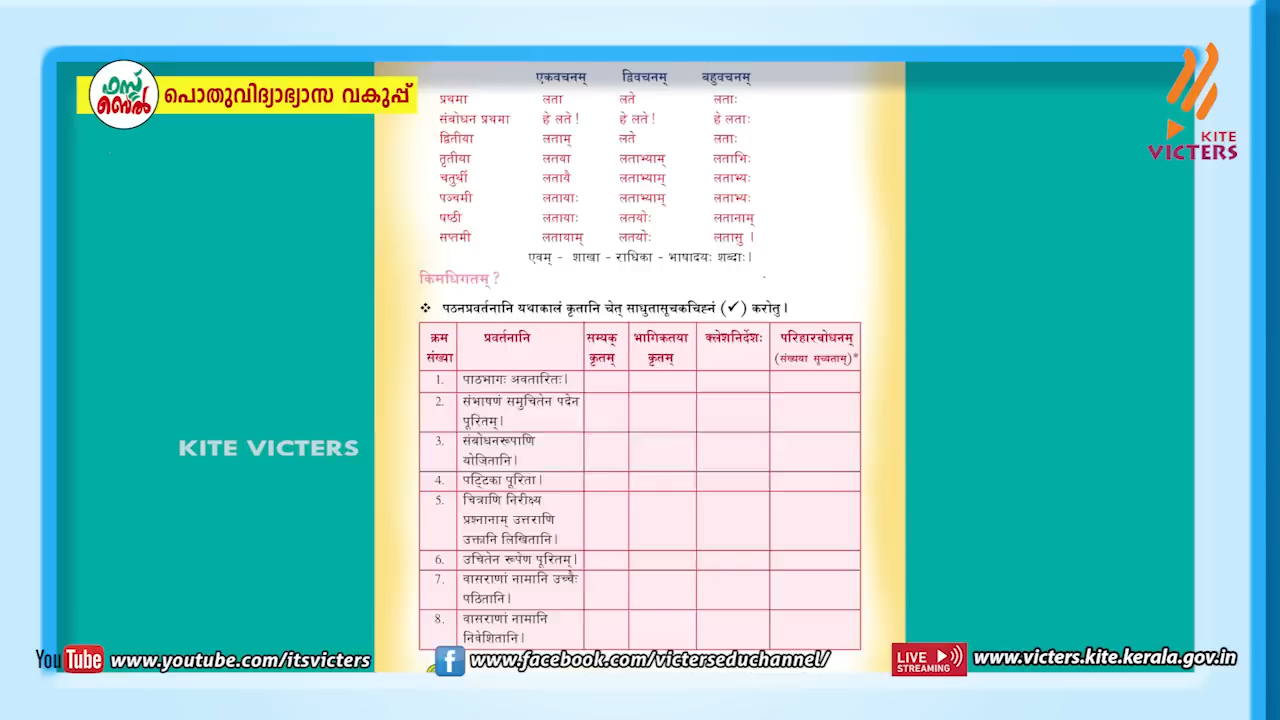 ഫസ്റ്റ്
ബെൽ
പൊതുവിദ്യാഭ്യാസ വകുപ്പ്
KITE
VICTERS
एकवचनम् द्विवचनम् बहुवचनम्
प्रथमा लता लते लताः
संबोधन प्रथमा हे लते ! हे लते ! हे लताः
द्वितीया लताम् लते लताः
तृतीया लतया लताभ्याम् लताभिः
चतुर्थी लतायै लताभ्याम् लताभ्यः
पञ्चमी लतायाः लताभ्याम् लताभ्यः
षष्ठी लतायाः लतयोः लतानाम्
सप्तमी लतायाम् लतयोः लतासु ।
एवम् - शाखा - राधिका - भाषादयः शब्दाः।
किमधिगतम् ?
❖ पठनप्रवर्तनानि यथाकालं कृतानि चेत् साधुतासूचकचिह्नं (✓) करोतु।
क्रम प्रवर्तनानि सम्यक् भागिकतया क्लेशनिर्देशः परिहारबोधनम्
संख्या कृतम् कृतम् (संख्यया सूच्यताम्)*
1. पाठभागः अवतारितः।
2. संभाषणं समुचितेन पदेन
पूरितम्।
3. संबोधनरूपाणि
योजितानि।
4. पट्टिका पूरिता।
5. चित्राणि निरीक्ष्य
प्रश्नानाम् उत्तराणि
उक्तानि लिखितानि।
6. उचितेन रूपेण पूरितम्।
7. वासराणां नामानि उच्चैः
पठितानि।
8. वासराणां नामानि
निवेशितानि।
KITE VICTERS
YouTube www.youtube.com/itsvicters
f www.facebook.com/victerseduchannel/
LIVE
STREAMING
www.victers.kite.kerala.gov.in